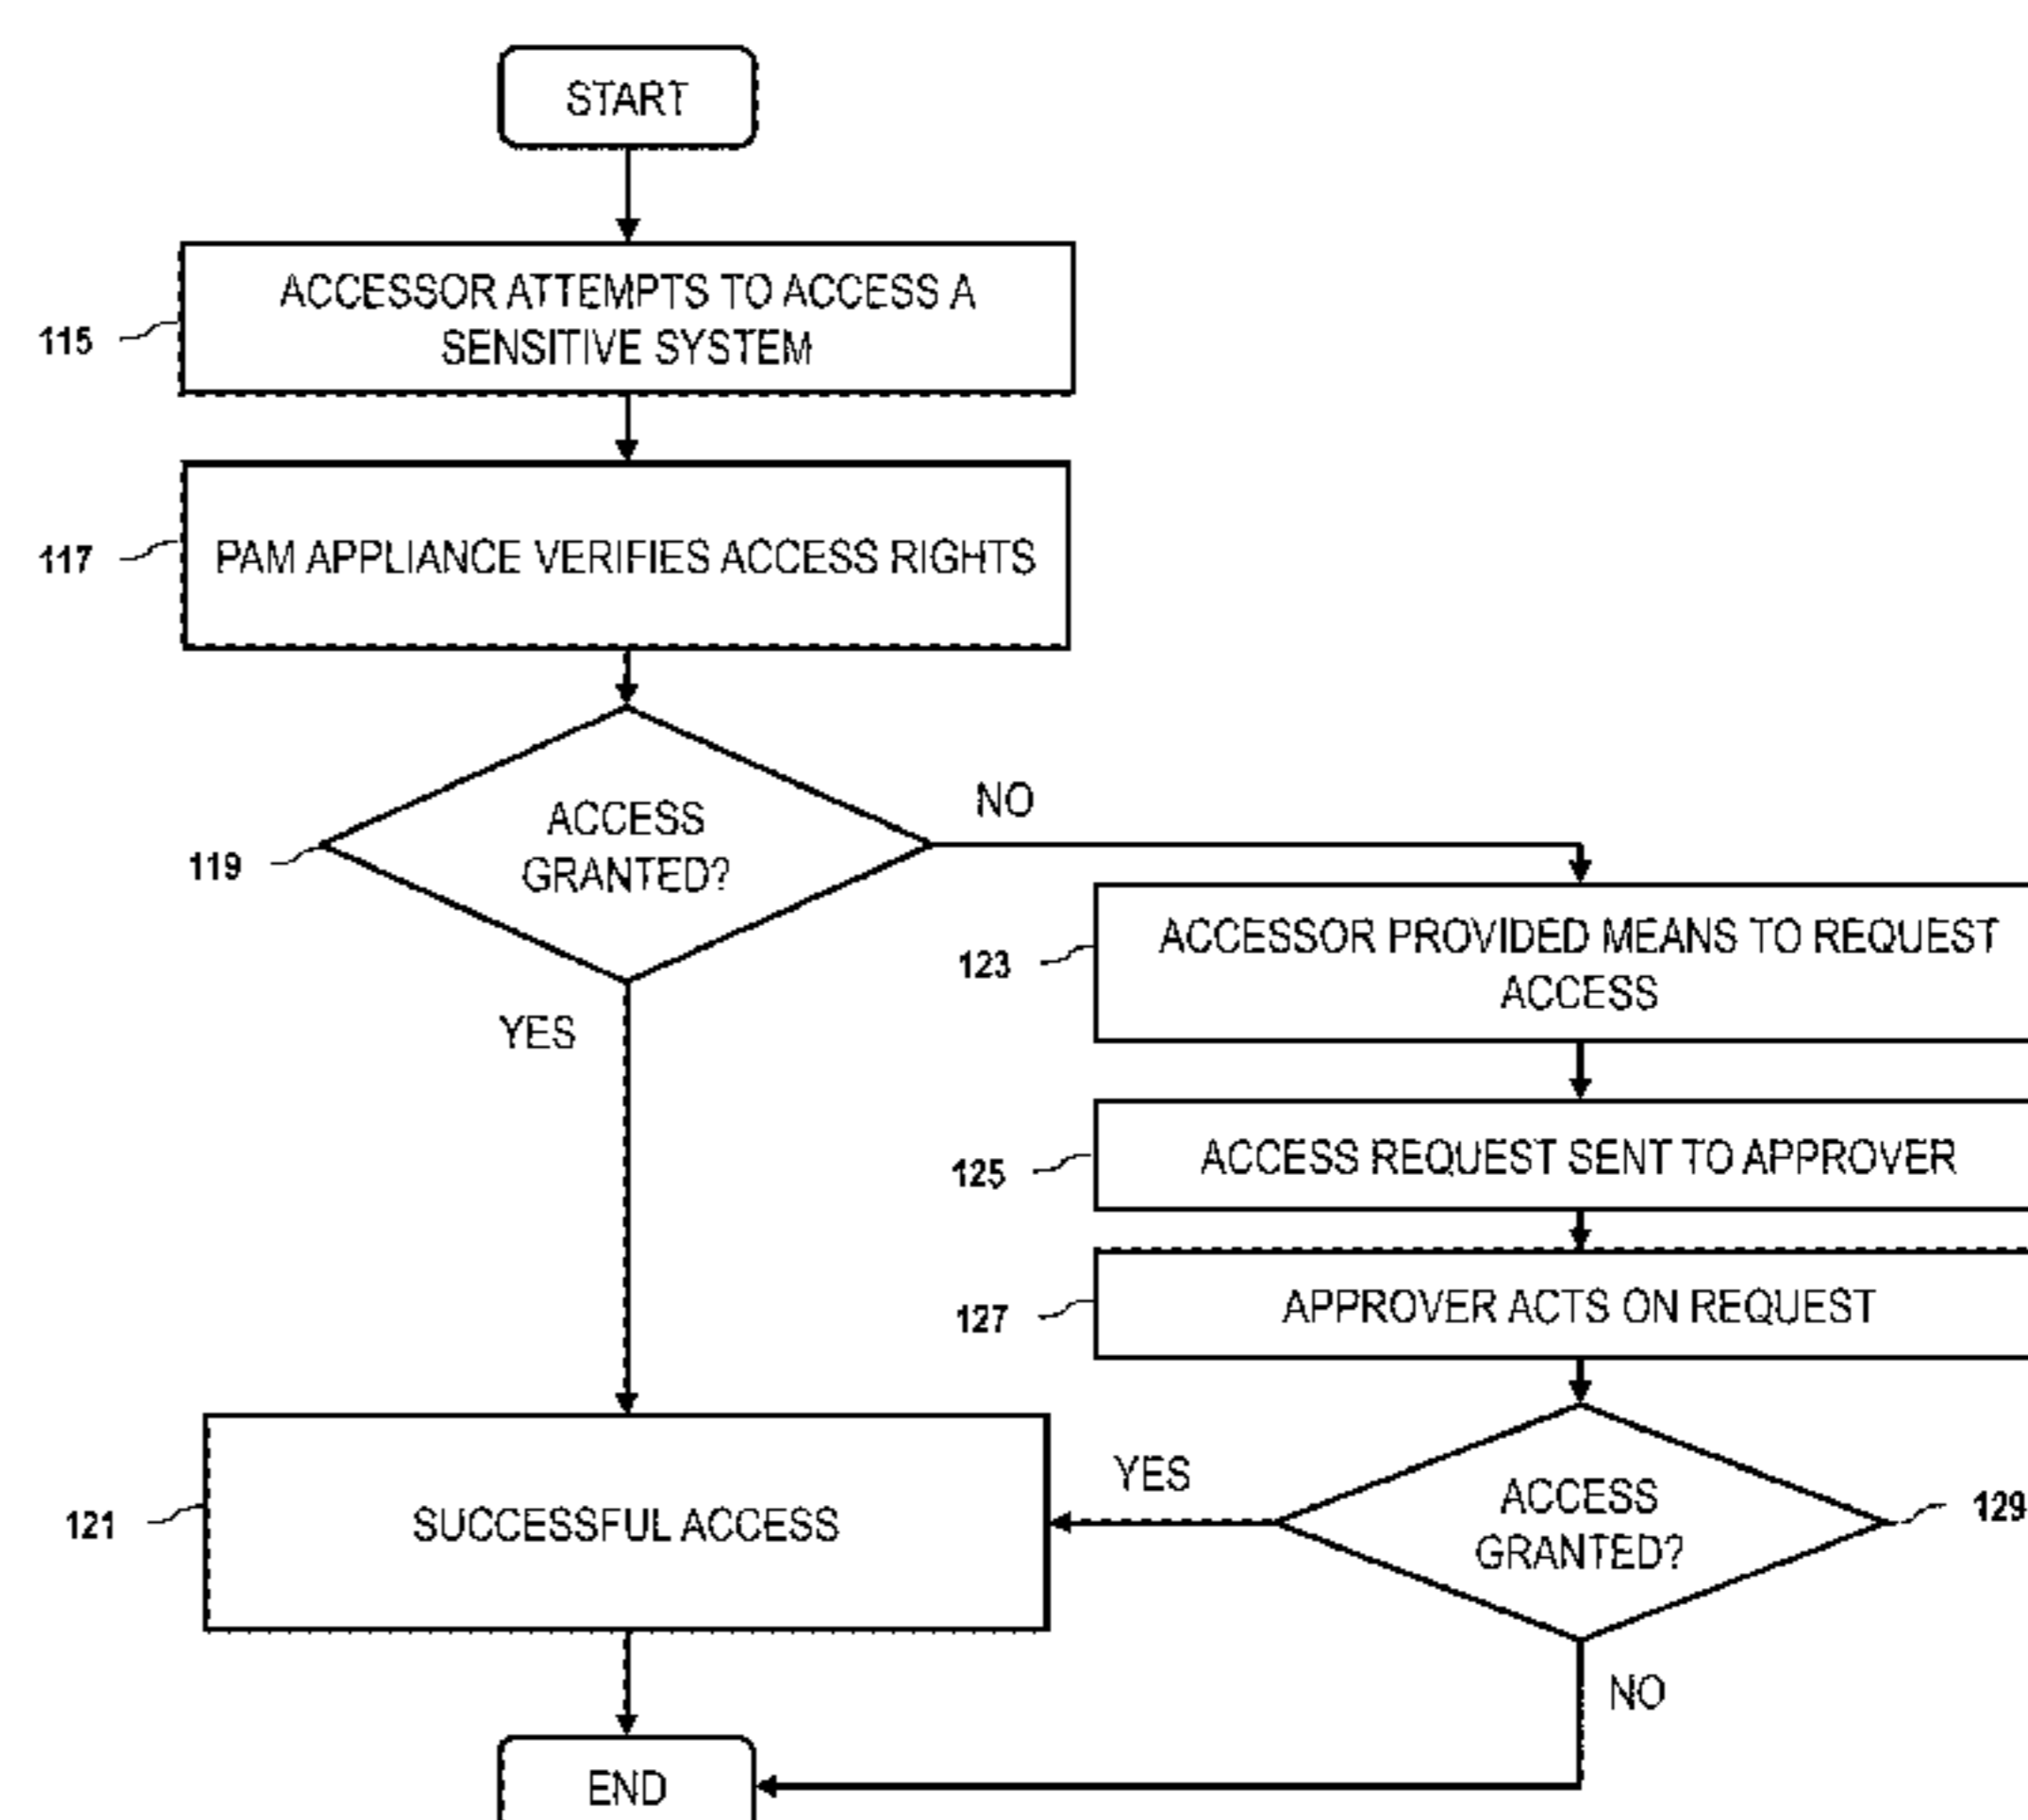 START
ACCESSOR ATTEMPTS TO ACCESS A
SENSITIVE SYSTEM
115
PAM APPLIANCE VERIFIES ACCESS RIGHTS
117
ACCESS
GRANTED?
119
NO
YES
ACCESSOR PROVIDED MEANS TO REQUEST
ACCESS
123
ACCESS REQUEST SENT TO APPROVER
125
APPROVER ACTS ON REQUEST
127
ACCESS
GRANTED?
129
YES
SUCCESSFUL ACCESS
121
NO
END